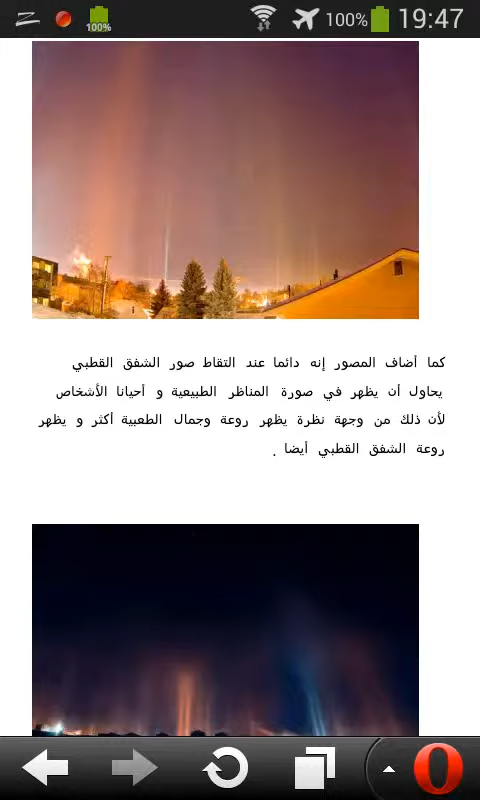 100%
100%
19:47
كما أضاف المصور إنه دائما عند التقاط صور الشفق القطبي
يحاول أن يظهر في صورة المناظر الطبيعية و أحيانا الأشخاص
لأن ذلك من وجهة نظرة يظهر روعة وجمال الطعبية أكثر و يظهر
روعة الشفق القطبي أيضا .